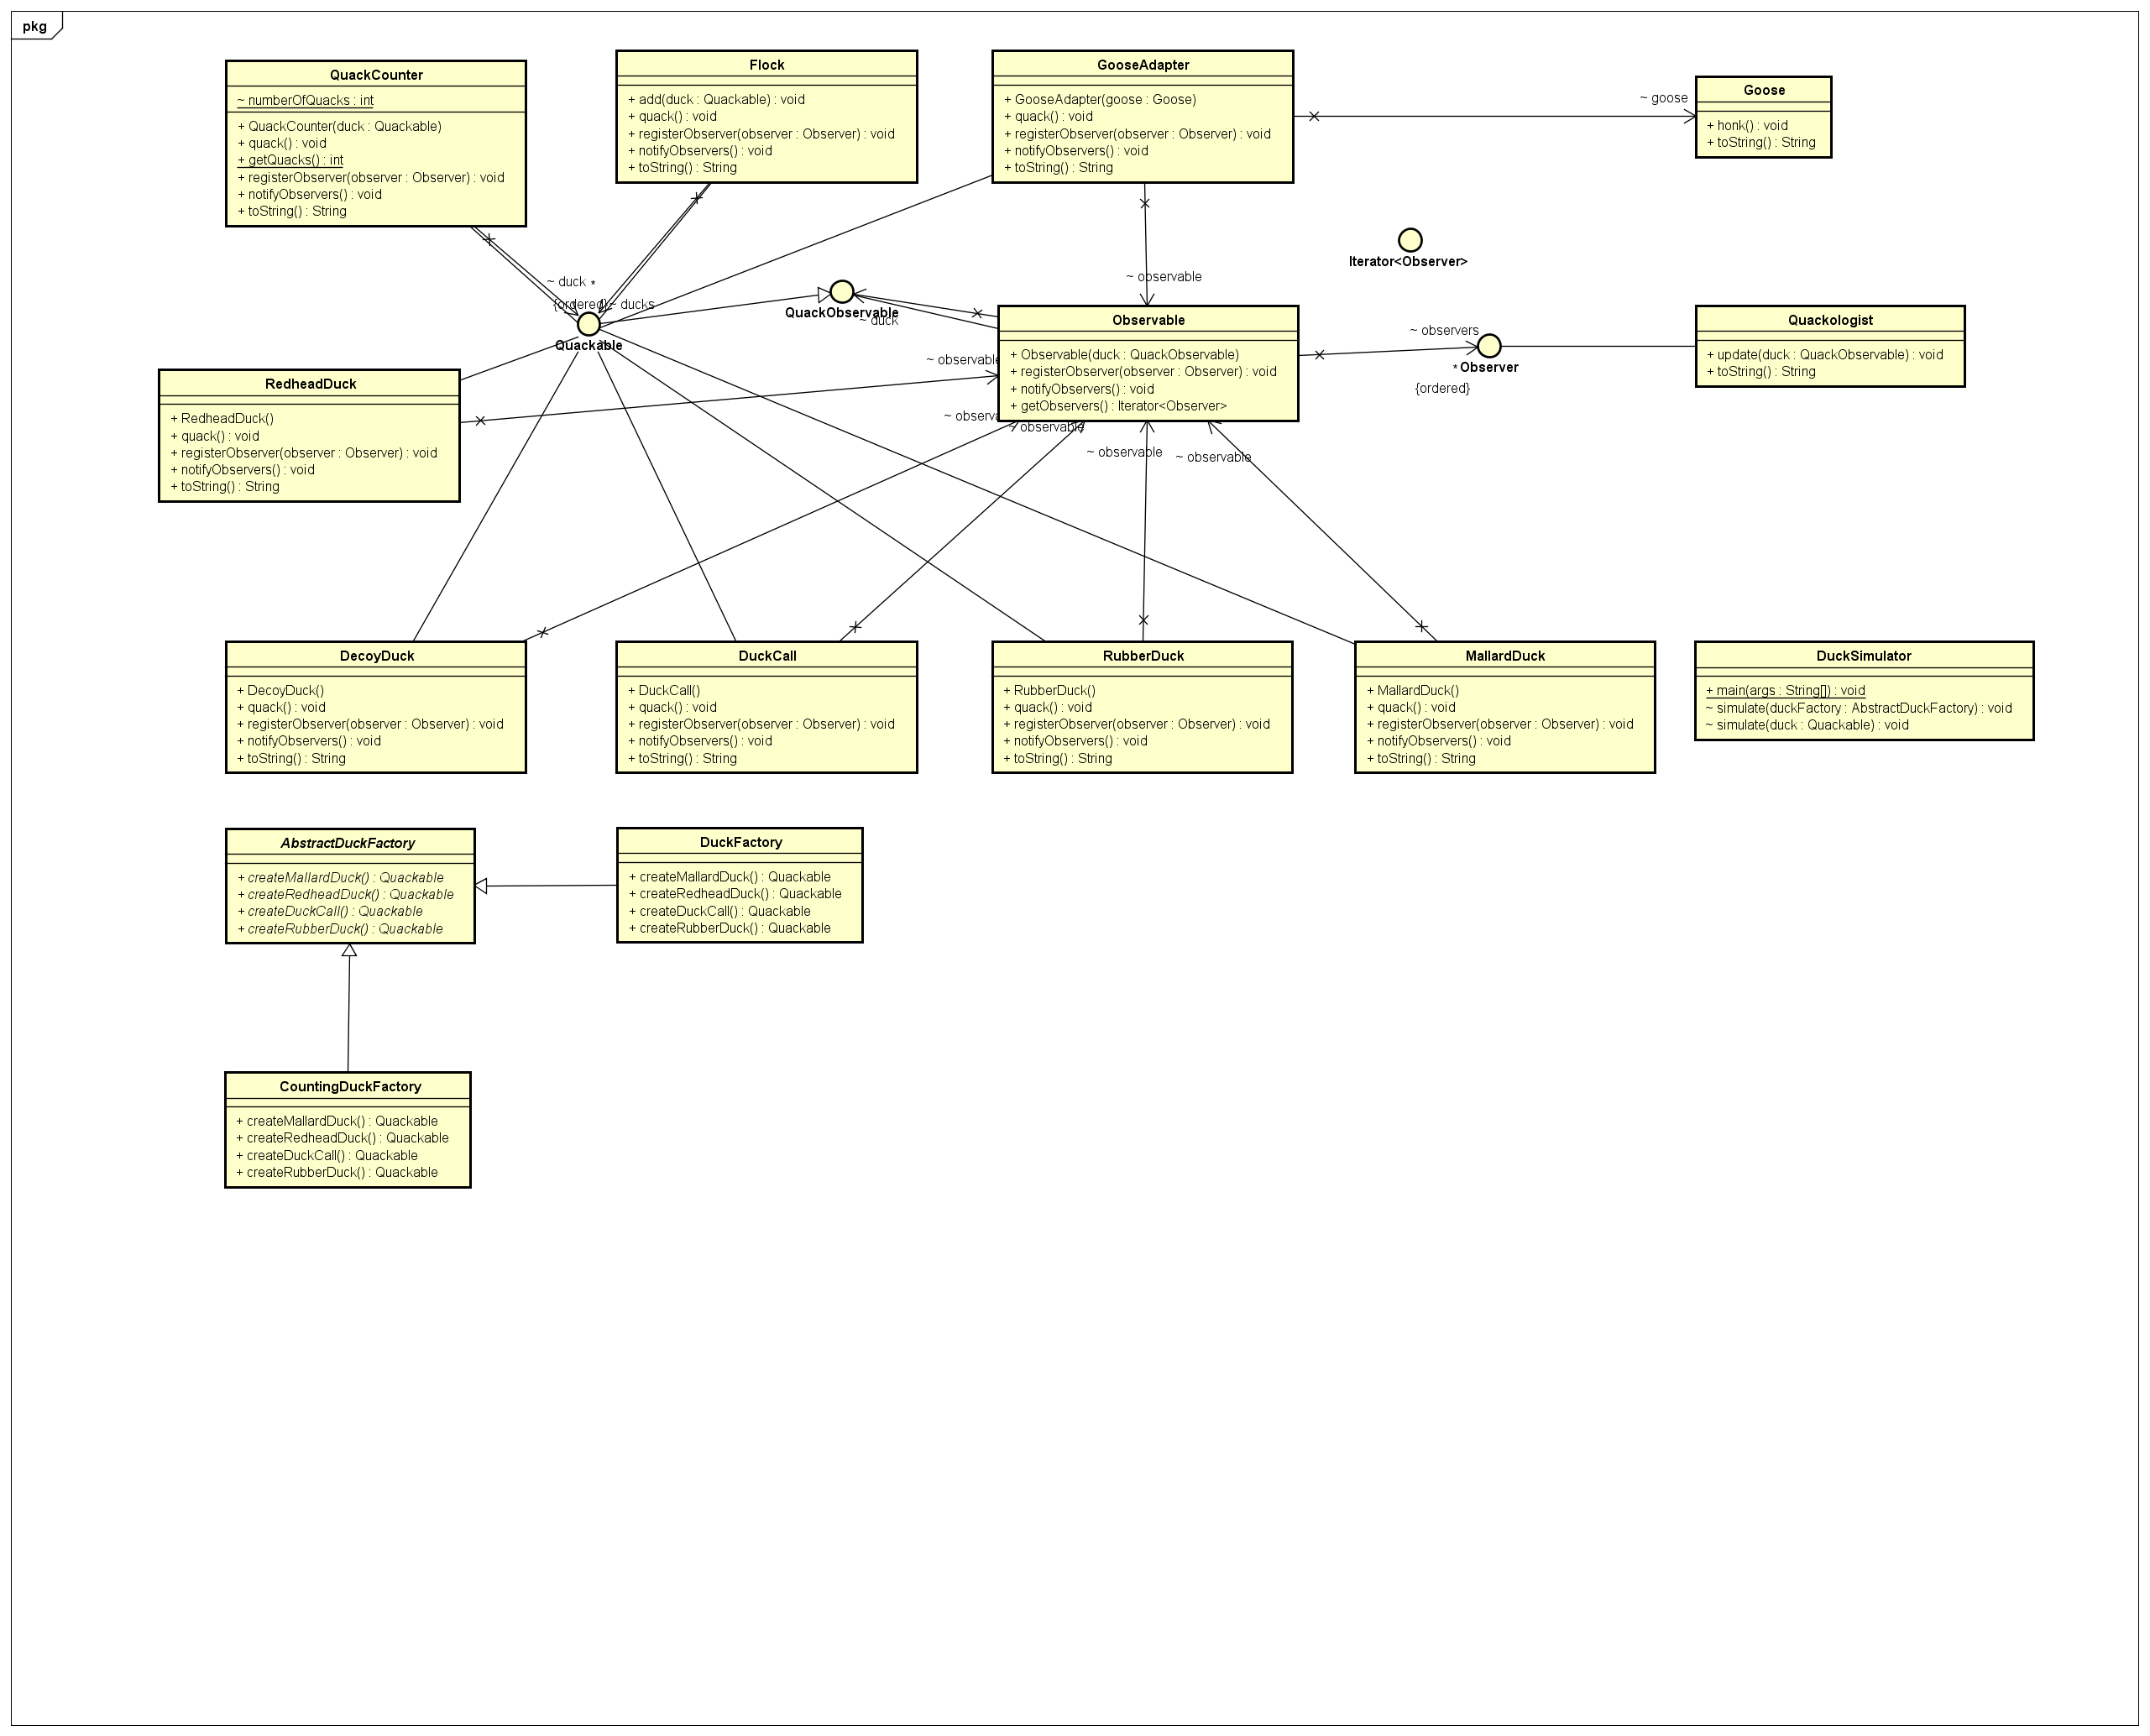 pkg
QuackCounter
~ numberOfQuacks : int
+ QuackCounter(duck : Quackable)
+ quack() : void
+ getQuacks() : int
+ registerObserver(observer : Observer) : void
+ notifyObservers() : void
+ toString() : String
Flock
+ add(duck : Quackable) : void
+ quack() : void
+ registerObserver(observer : Observer) : void
+ notifyObservers() : void
+ toString() : String
GooseAdapter
+ GooseAdapter(goose : Goose)
+ quack() : void
+ registerObserver(observer : Observer) : void
+ notifyObservers() : void
+ toString() : String
~ goose
Goose
+ honk() : void
+ toString() : String
Iterator<Observer>
~ duck
*
{ordered}
~ ducks
Quackable
QuackObservable
~ duck
~ observable
Observable
+ Observable(duck : QuackObservable)
+ registerObserver(observer : Observer) : void
+ notifyObservers() : void
+ getObservers() : Iterator<Observer>
~ observers
* Observer
{ordered}
Quackologist
+ update(duck : QuackObservable) : void
+ toString() : String
RedheadDuck
+ RedheadDuck()
+ quack() : void
+ registerObserver(observer : Observer) : void
+ notifyObservers() : void
+ toString() : String
~ observable
~ observa
~ observable
~ observable
~ observable
DecoyDuck
+ DecoyDuck()
+ quack() : void
+ registerObserver(observer : Observer) : void
+ notifyObservers() : void
+ toString() : String
DuckCall
+ DuckCall()
+ quack() : void
+ registerObserver(observer : Observer) : void
+ notifyObservers() : void
+ toString() : String
RubberDuck
+ RubberDuck()
+ quack() : void
+ registerObserver(observer : Observer) : void
+ notifyObservers() : void
+ toString() : String
MallardDuck
+ MallardDuck()
+ quack() : void
+ registerObserver(observer : Observer) : void
+ notifyObservers() : void
+ toString() : String
DuckSimulator
+ main(args : String[]) : void
~ simulate(duckFactory : AbstractDuckFactory) : void
~ simulate(duck : Quackable) : void
AbstractDuckFactory
+ createMallardDuck() : Quackable
+ createRedheadDuck() : Quackable
+ createDuckCall() : Quackable
+ createRubberDuck() : Quackable
DuckFactory
+ createMallardDuck() : Quackable
+ createRedheadDuck() : Quackable
+ createDuckCall() : Quackable
+ createRubberDuck() : Quackable
CountingDuckFactory
+ createMallardDuck() : Quackable
+ createRedheadDuck() : Quackable
+ createDuckCall() : Quackable
+ createRubberDuck() : Quackable